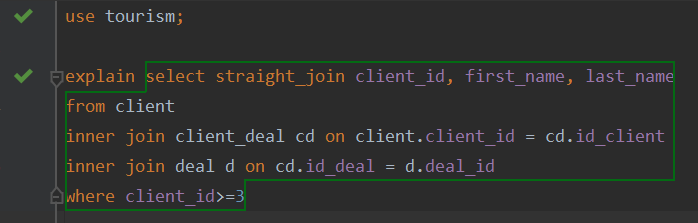 use tourism;
explain select straight_join client_id, first_name, last_name
from client
inner join client_deal cd on client.client_id = cd.id_client
inner join deal d on cd.id_deal = d.deal_id
where client_id>=3